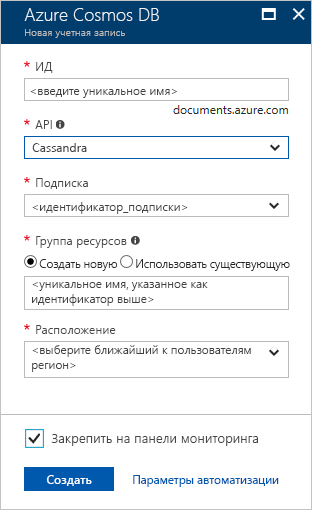 Azure Cosmos DB
Новая учетная запись
* ИД
<введите уникальное имя>
documents.azure.com
* API
Cassandra
* Подписка
<идентификатор_подписки>
* Группа ресурсов
Создать новую Использовать существующую
<уникальное имя, указанное как
идентификатор выше>
* Расположение
<выберите ближайший к пользователям
регион>
Закрепить на панели мониторинга
Создать Параметры автоматизации